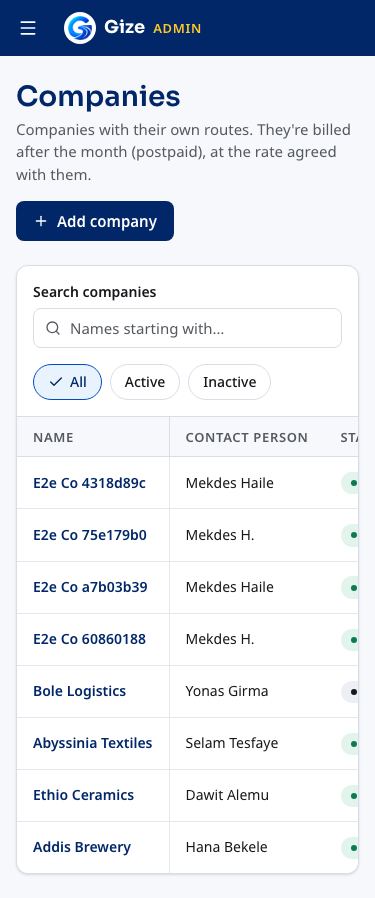 Gize ADMIN
Companies
Companies with their own routes. They're billed
after the month (postpaid), at the rate agreed
with them.
Add company
Search companies
Names starting with...
All Active Inactive
NAME CONTACT PERSON STA
E2e Co 4318d89c Mekdes Haile
E2e Co 75e179b0 Mekdes H.
E2e Co a7b03b39 Mekdes Haile
E2e Co 60860188 Mekdes H.
Bole Logistics Yonas Girma
Abyssinia Textiles Selam Tesfaye
Ethio Ceramics Dawit Alemu
Addis Brewery Hana Bekele